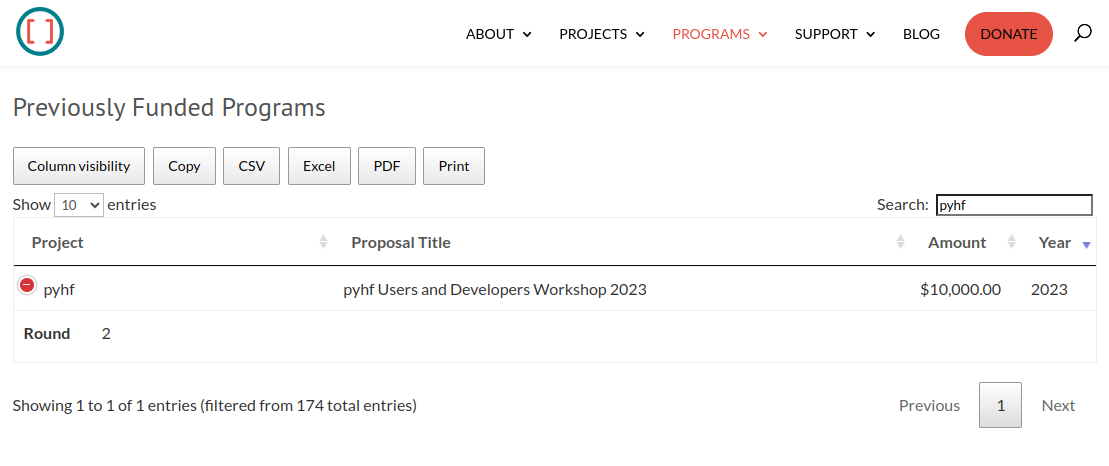 [ ] ABOUT PROJECTS PROGRAMS SUPPORT BLOG DONATE
Previously Funded Programs
Column visibility Copy CSV Excel PDF Print
Show 10 entries Search: pyhf
Project Proposal Title Amount Year
pyhf pyhf Users and Developers Workshop 2023 $10,000.00 2023
Round 2
Showing 1 to 1 of 1 entries (filtered from 174 total entries) Previous 1 Next